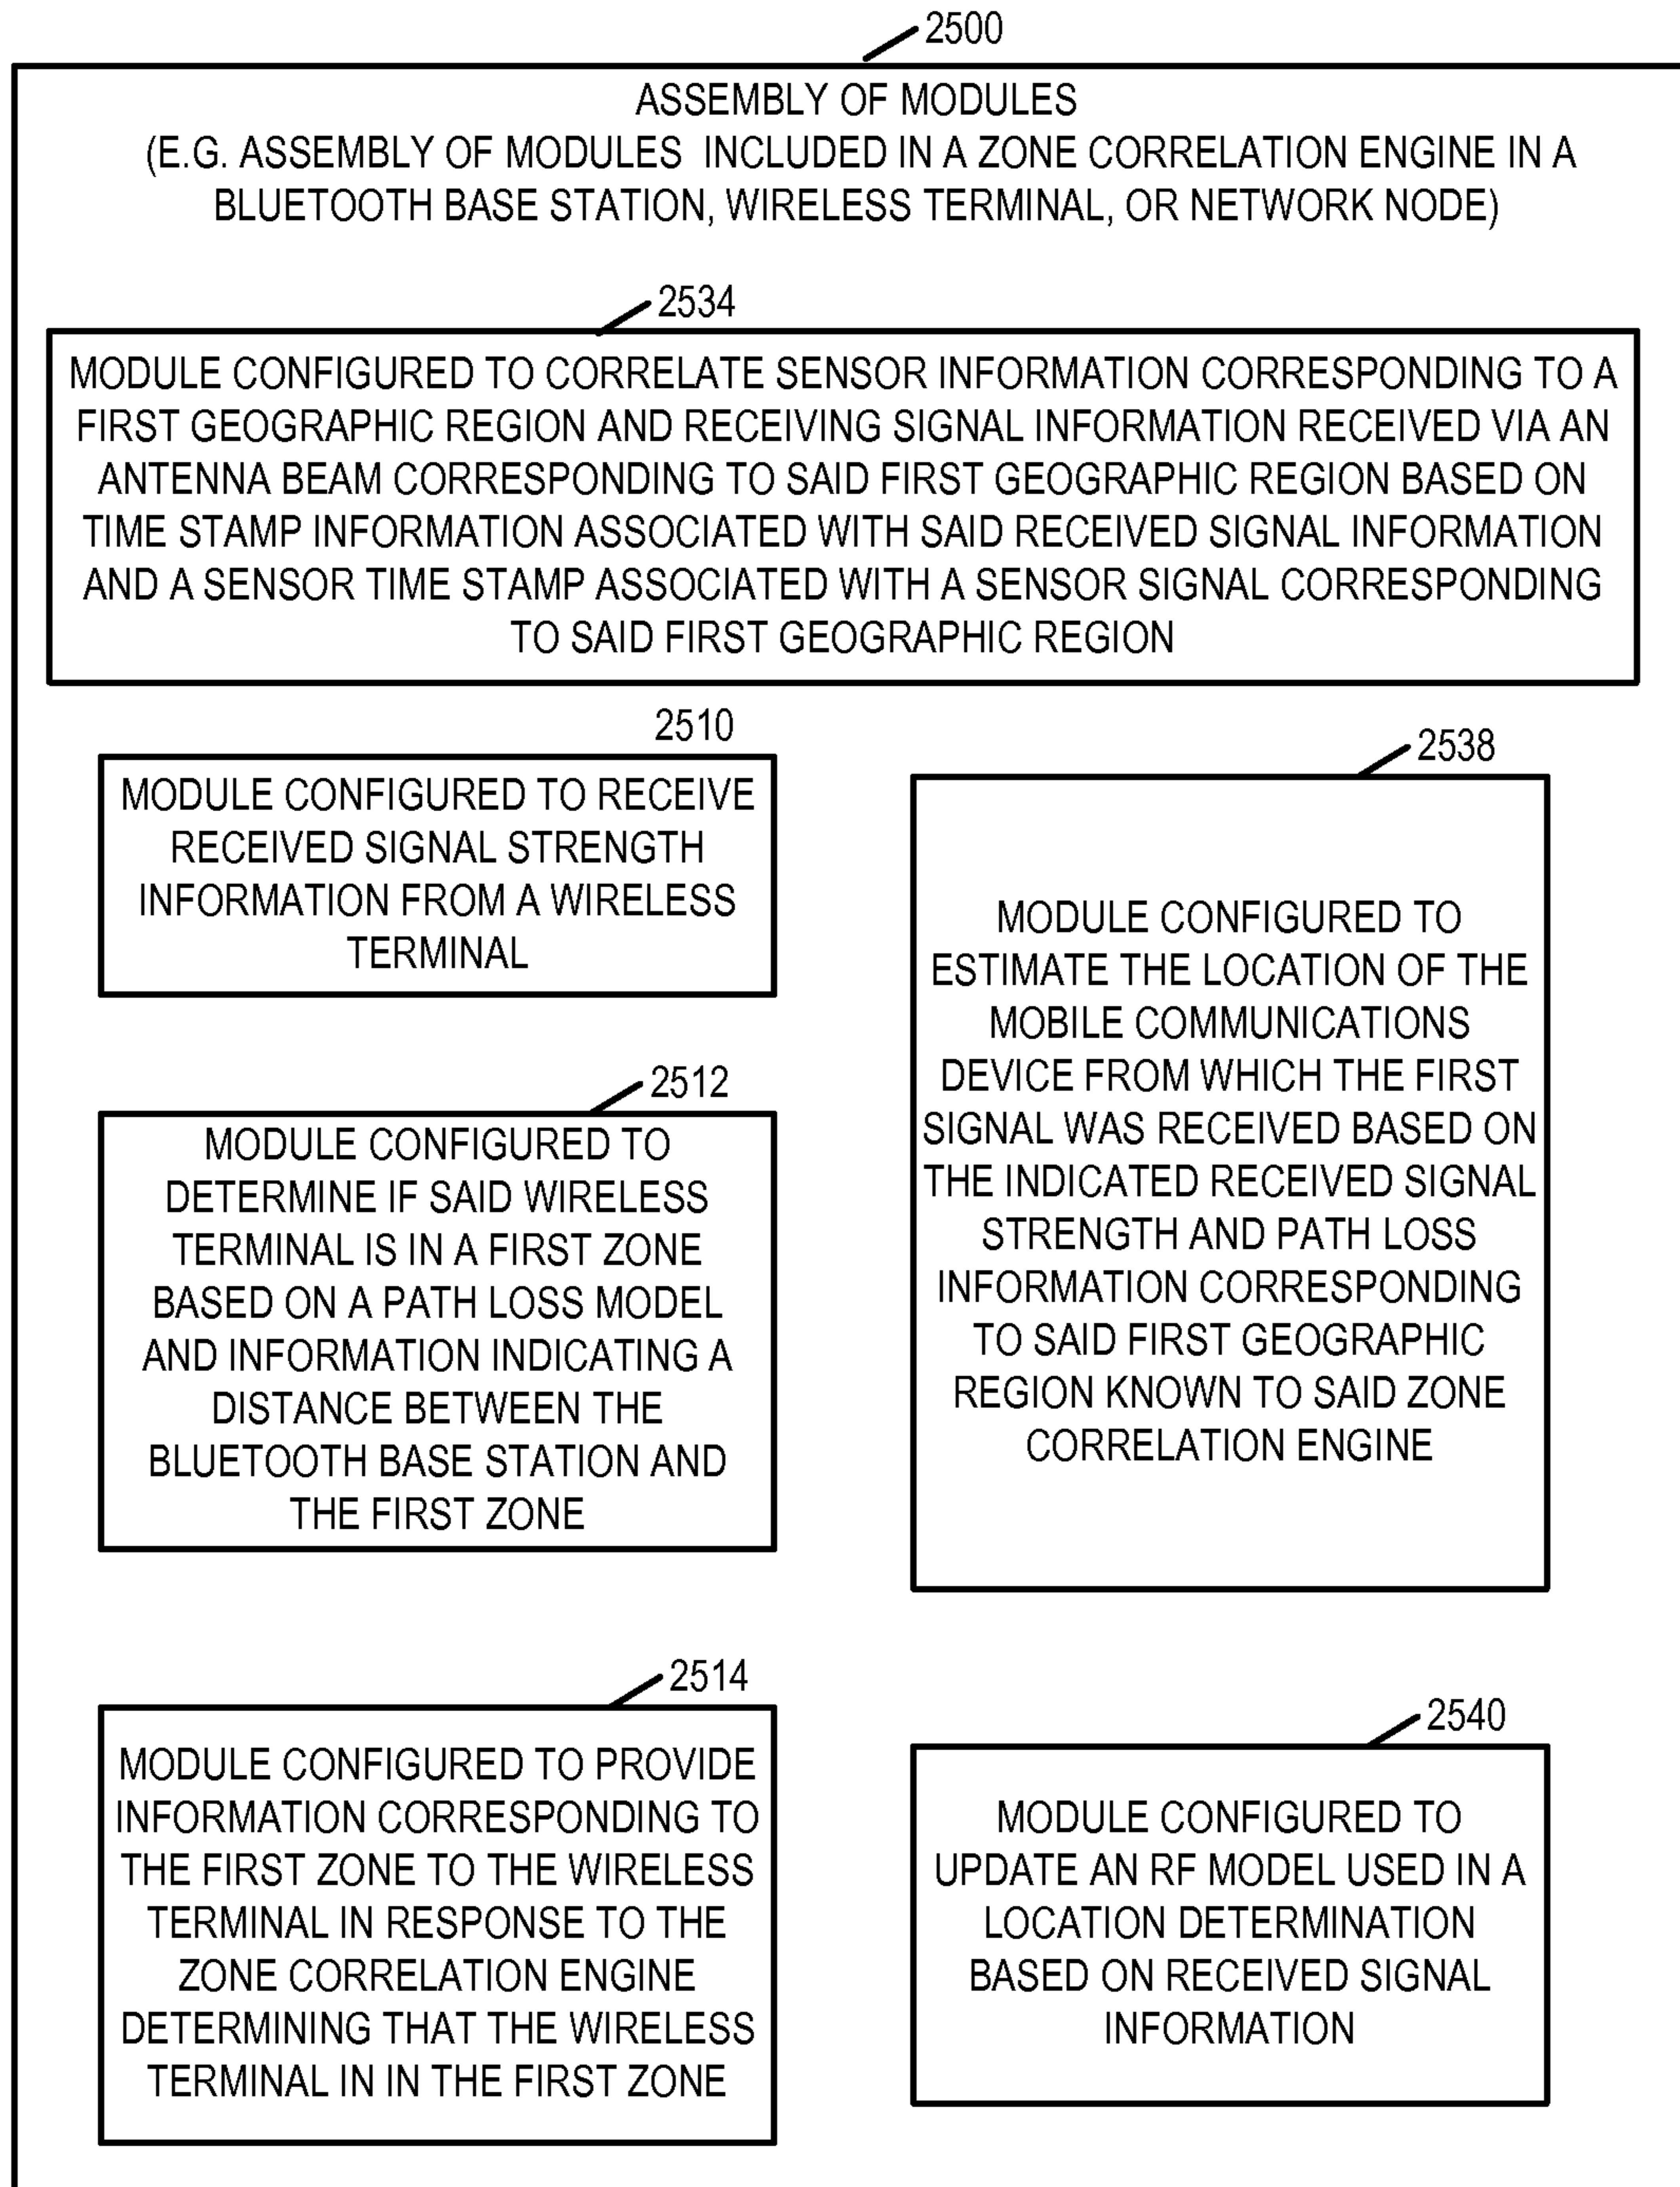 2500
ASSEMBLY OF MODULES
(E.G. ASSEMBLY OF MODULES INCLUDED IN A ZONE CORRELATION ENGINE IN A
BLUETOOTH BASE STATION, WIRELESS TERMINAL, OR NETWORK NODE)
2534
MODULE CONFIGURED TO CORRELATE SENSOR INFORMATION CORRESPONDING TO A
FIRST GEOGRAPHIC REGION AND RECEIVING SIGNAL INFORMATION RECEIVED VIA AN
ANTENNA BEAM CORRESPONDING TO SAID FIRST GEOGRAPHIC REGION BASED ON
TIME STAMP INFORMATION ASSOCIATED WITH SAID RECEIVED SIGNAL INFORMATION
AND A SENSOR TIME STAMP ASSOCIATED WITH A SENSOR SIGNAL CORRESPONDING
TO SAID FIRST GEOGRAPHIC REGION
2510
MODULE CONFIGURED TO RECEIVE
RECEIVED SIGNAL STRENGTH
INFORMATION FROM A WIRELESS
TERMINAL
2512
MODULE CONFIGURED TO
DETERMINE IF SAID WIRELESS
TERMINAL IS IN A FIRST ZONE
BASED ON A PATH LOSS MODEL
AND INFORMATION INDICATING A
DISTANCE BETWEEN THE
BLUETOOTH BASE STATION AND
THE FIRST ZONE
2514
MODULE CONFIGURED TO PROVIDE
INFORMATION CORRESPONDING TO
THE FIRST ZONE TO THE WIRELESS
TERMINAL IN RESPONSE TO THE
ZONE CORRELATION ENGINE
DETERMINING THAT THE WIRELESS
TERMINAL IN IN THE FIRST ZONE
2538
MODULE CONFIGURED TO
ESTIMATE THE LOCATION OF THE
MOBILE COMMUNICATIONS
DEVICE FROM WHICH THE FIRST
SIGNAL WAS RECEIVED BASED ON
THE INDICATED RECEIVED SIGNAL
STRENGTH AND PATH LOSS
INFORMATION CORRESPONDING
TO SAID FIRST GEOGRAPHIC
REGION KNOWN TO SAID ZONE
CORRELATION ENGINE
2540
MODULE CONFIGURED TO
UPDATE AN RF MODEL USED IN A
LOCATION DETERMINATION
BASED ON RECEIVED SIGNAL
INFORMATION